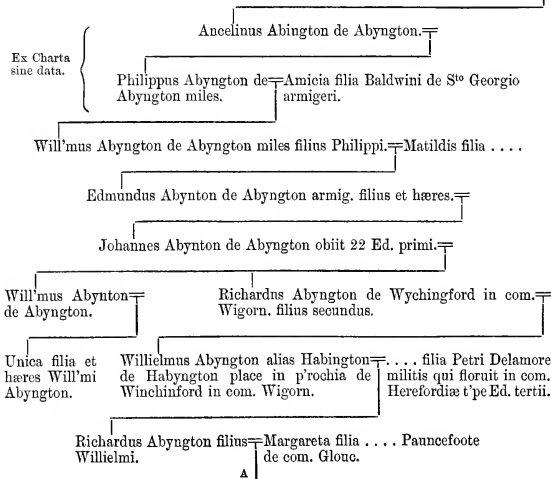 Ancelinus Abington de Abyngton.
Ex Charta
sine data.
Philippus Abyngton de
Abyngton miles.
Amicia filia Baldwini de Sto Georgio
armigeri.
Will'mus Abyngton de Abyngton miles filius Philippi.
Matildis filia . . . .
Edmundus Abynton de Abyngton armig. filius et hæres.
Johannes Abynton de Abyngton obiit 22 Ed. primi.
Will'mus Abynton
de Abyngton.
Richardus Abyngton de Wychingford in com.
Wigorn. filius secundus.
Unica filia et
hæres Will'mi
Abyngton.
Willielmus Abyngton alias Habington
de Habyngton place in p'rochia de
Winchinford in com. Wigorn.
. . . . filia Petri Delamore
militis qui floruit in com.
Herefordiæ t'pe Ed. tertii.
Richardus Abyngton filius
Willielmi.
Margareta filia . . . . Pauncefoote
de com. Glouc.
A